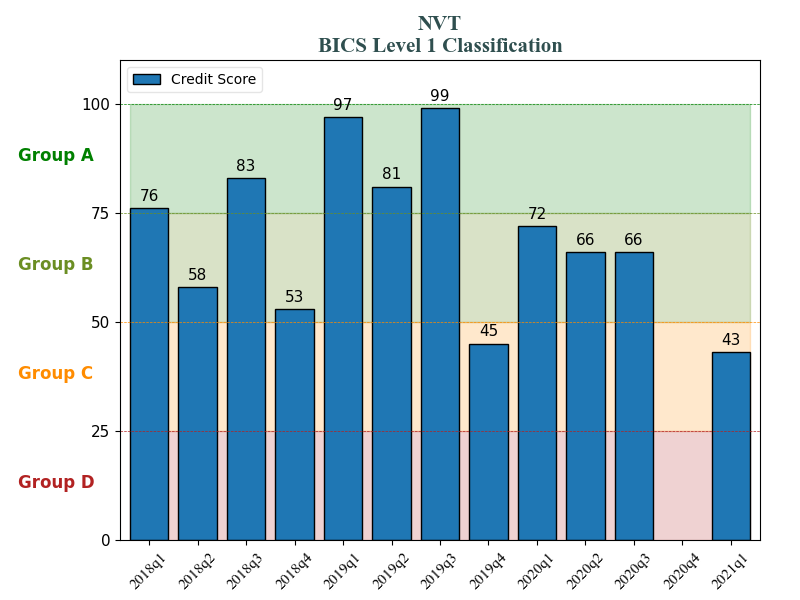 NVT
BICS Level 1 Classification
Credit Score
100
75
50
25
0
Group A
Group B
Group C
Group D
76
58
83
53
97
81
99
45
72
66
66
43
2018q1
2018q2
2018q3
2018q4
2019q1
2019q2
2019q3
2019q4
2020q1
2020q2
2020q3
2020q4
2021q1